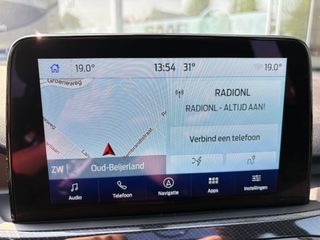 19.0° 13:54 31° 19.0°
Groeneweg
RADIONL
RADIONL - ALTIJD AAN!
Verbind een telefoon
ZW Oud-Beijerland
Audio Telefoon Navigatie Apps Instellingen